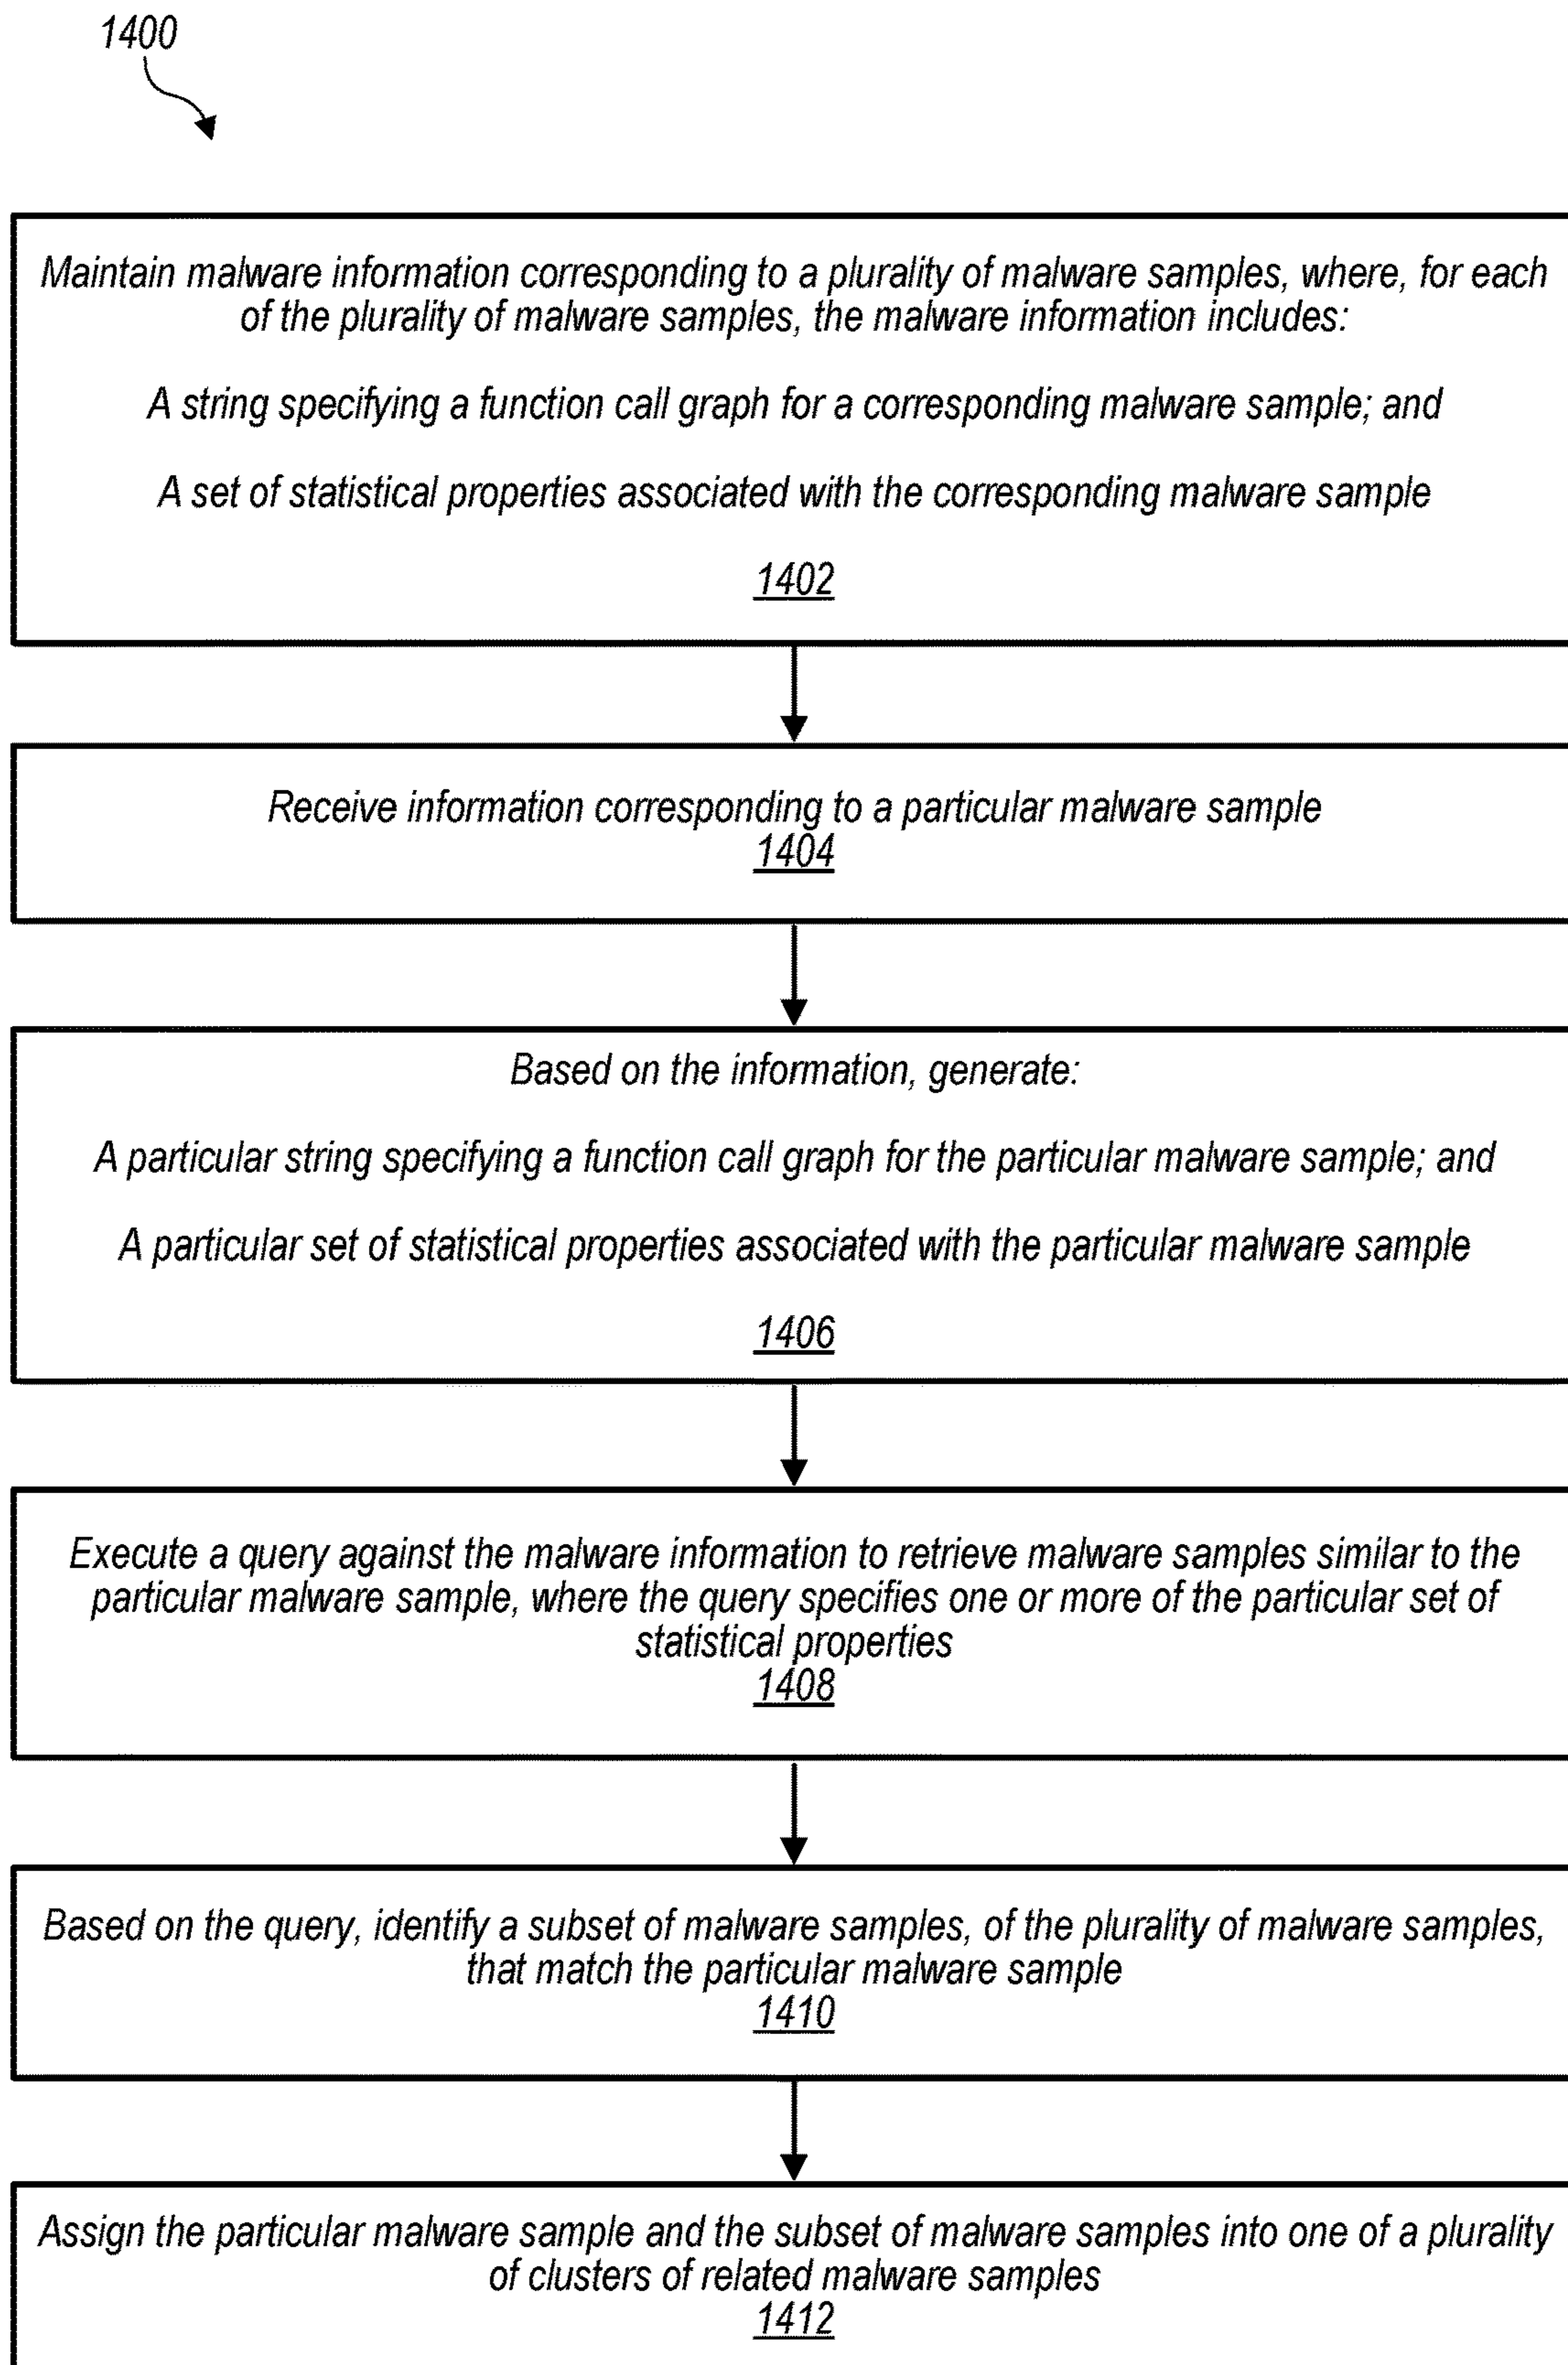 1400
Maintain malware information corresponding to a plurality of malware samples, where, for each
of the plurality of malware samples, the malware information includes:
A string specifying a function call graph for a corresponding malware sample; and
A set of statistical properties associated with the corresponding malware sample
1402
Receive information corresponding to a particular malware sample
1404
Based on the information, generate:
A particular string specifying a function call graph for the particular malware sample; and
A particular set of statistical properties associated with the particular malware sample
1406
Execute a query against the malware information to retrieve malware samples similar to the
particular malware sample, where the query specifies one or more of the particular set of
statistical properties
1408
Based on the query, identify a subset of malware samples, of the plurality of malware samples,
that match the particular malware sample
1410
Assign the particular malware sample and the subset of malware samples into one of a plurality
of clusters of related malware samples
1412